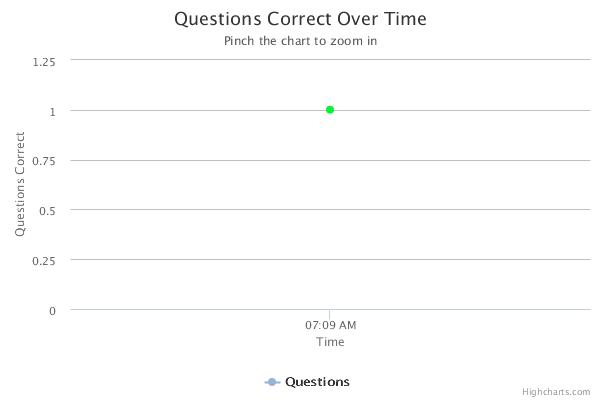 Questions Correct Over Time
Pinch the chart to zoom in
Questions Correct
1.25
1
0.75
0.5
0.25
0
07:09 AM
Time
Questions
Highcharts.com